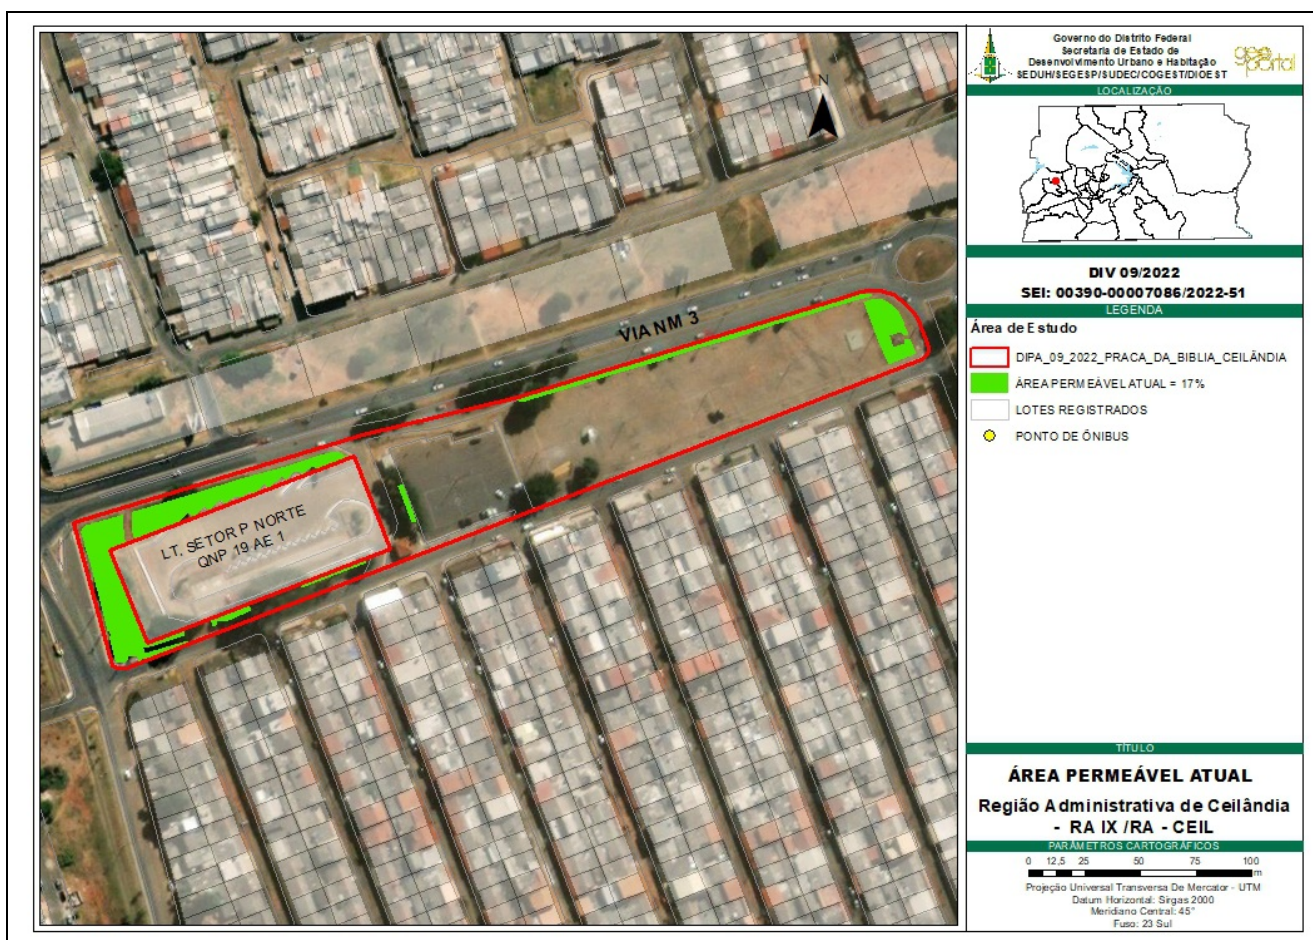 N
VIA NM 3
LT. SETOR P NORTE
QNP 19 AE 1
Governo do Distrito Federal
Secretaria de Estado de
Desenvolvimento Urbano e Habitação
SEDUH/SEGESP/SUDEC/COGEST/DIOEST
geo
portal
LOCALIZAÇÃO
DIV 09/2022
SEI: 00390-00007086/2022-51
LEGENDA
Área de Estudo
DIPA_09_2022_PRACA_DA_BIBLIA_CEILÂNDIA
ÁREA PERMEÁVEL ATUAL = 17%
LOTES REGISTRADOS
PONTO DE ÔNIBUS
TÍTULO
ÁREA PERMEÁVEL ATUAL
Região Administrativa de Ceilândia
- RA IX /RA - CEIL
PARÂMETROS CARTOGRÁFICOS
0 12,5 25 50 75 100
m
Projeção Universal Transversa De Mercator - UTM
Datum Horizontal: Sirgas 2000
Meridiano Central: 45°
Fuso: 23 Sul